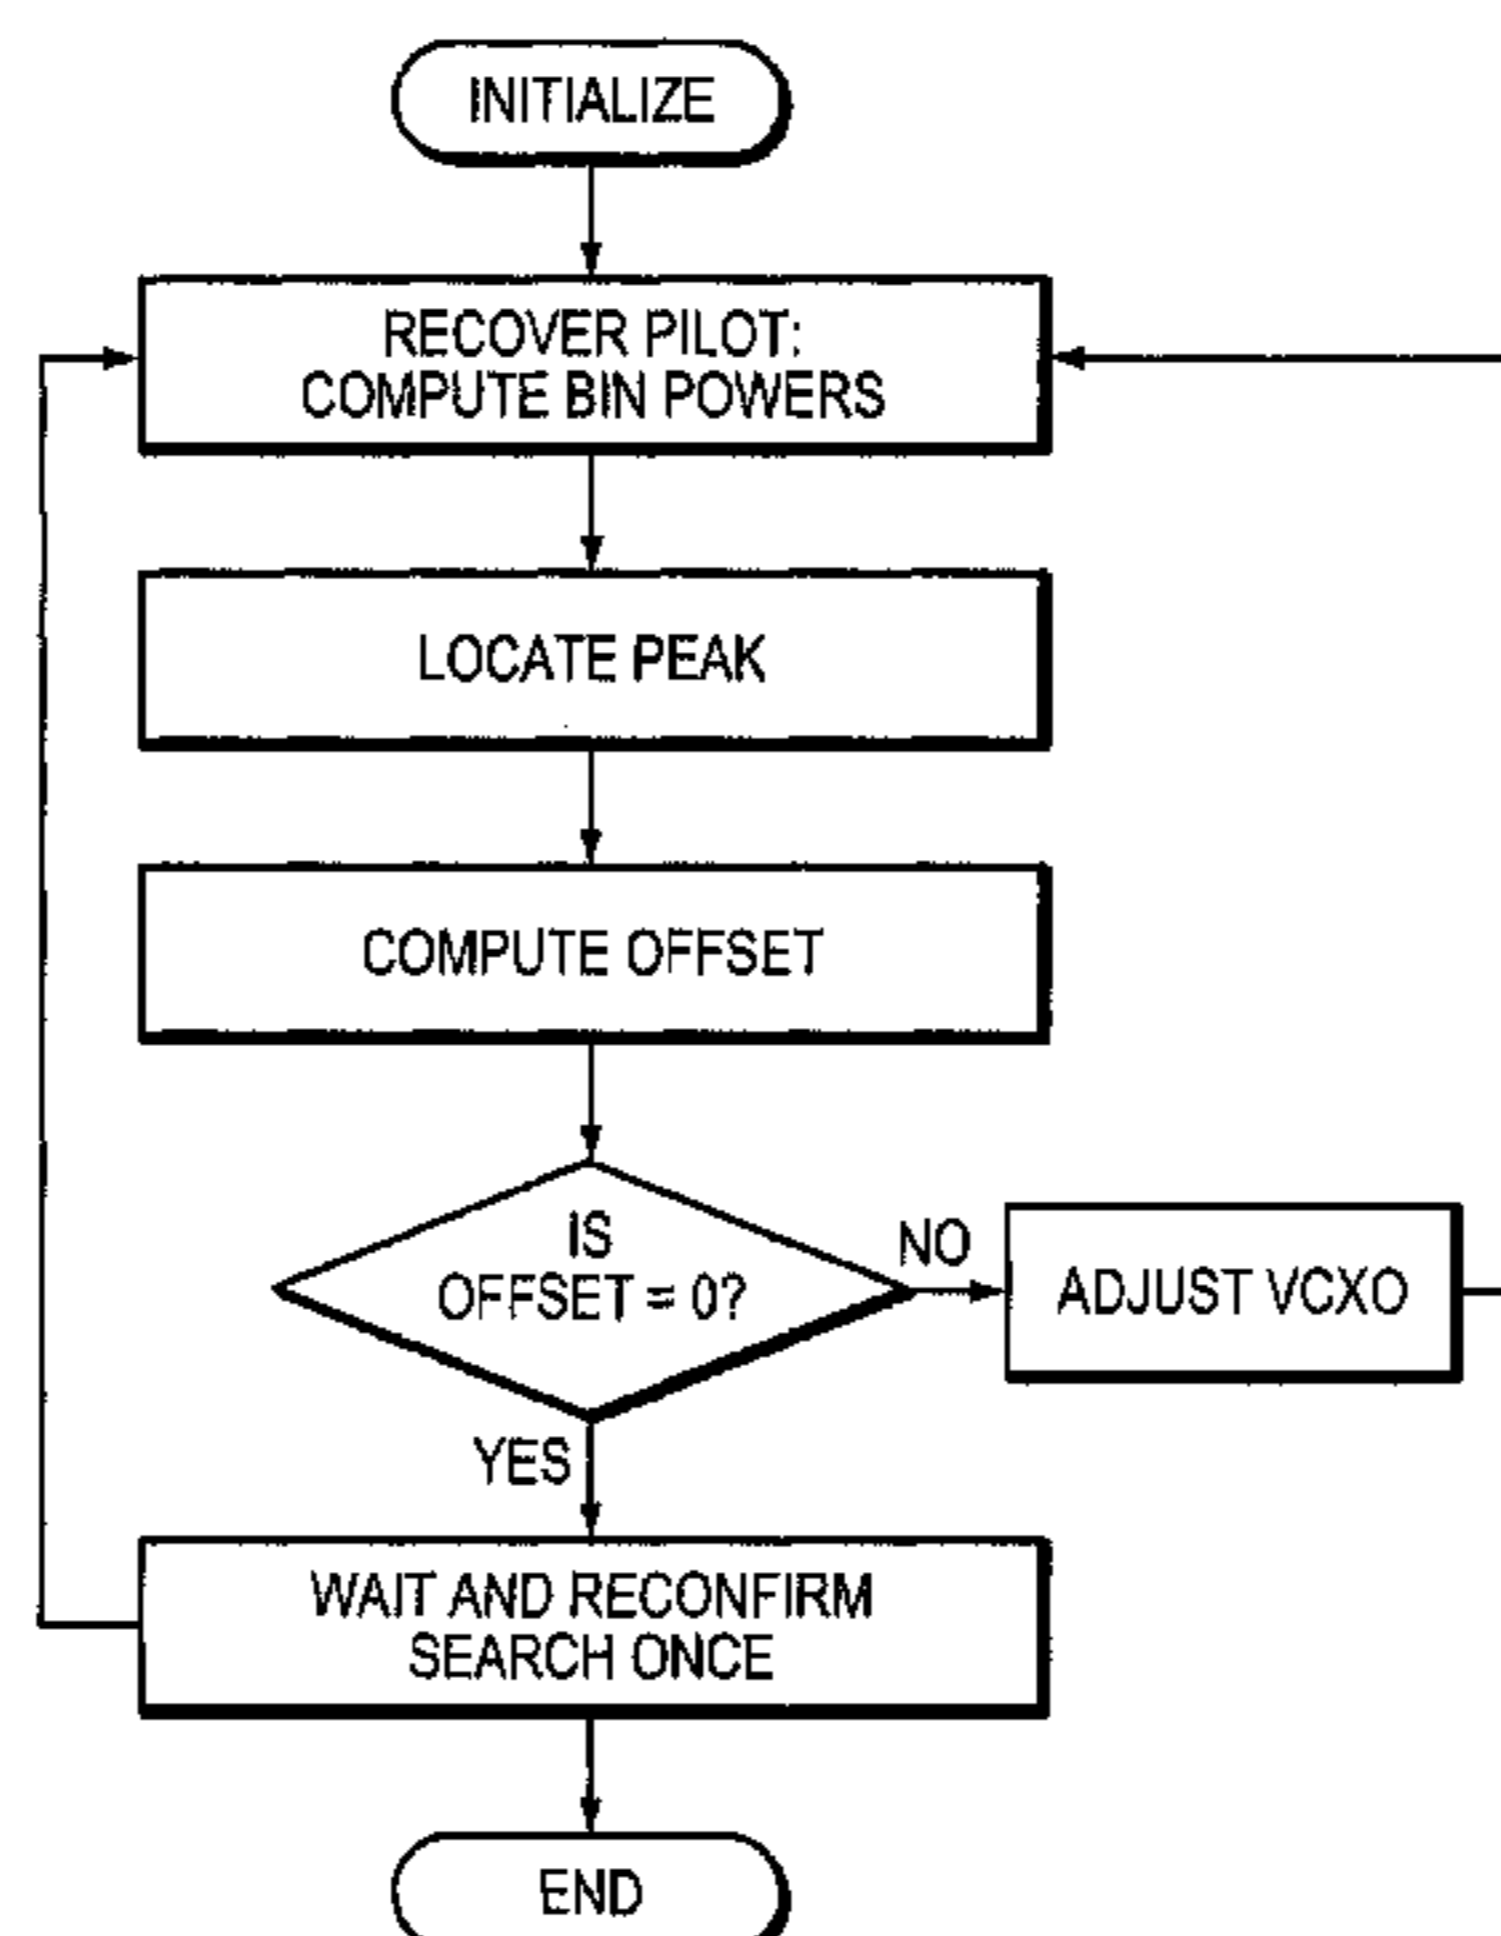 INITIALIZE
RECOVER PILOT:
COMPUTE BIN POWERS
LOCATE PEAK
COMPUTE OFFSET
IS
OFFSET = 0?
NO
ADJUST VCXO
YES
WAIT AND RECONFIRM
SEARCH ONCE
END